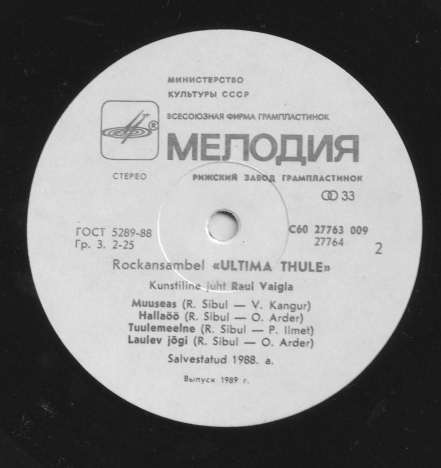 МИНИСТЕРСТВО
КУЛЬТУРЫ СССР
ВСЕСОЮЗНАЯ ФИРМА ГРАМПЛАСТИНОК
®
МЕЛОДИЯ
СТЕРЕО
РИЖСКИЙ ЗАВОД ГРАМПЛАСТИНОК
33
ГОСТ 5289-88
Гр. 3. 2-25
С60 27763 009
27764
2
Rockansambel «ULTIMA THULE»
Kunstiline juht Raul Vaigla
Muuseas (R. Sibul — V. Kangur)
Hallaöö (R. Sibul — O. Arder)
Tuulemeelne (R. Sibul — P. Ilmet)
Laulev jõgi (R. Sibul — O. Arder)
Salvestatud 1988. a.
Выпуск 1989 г.